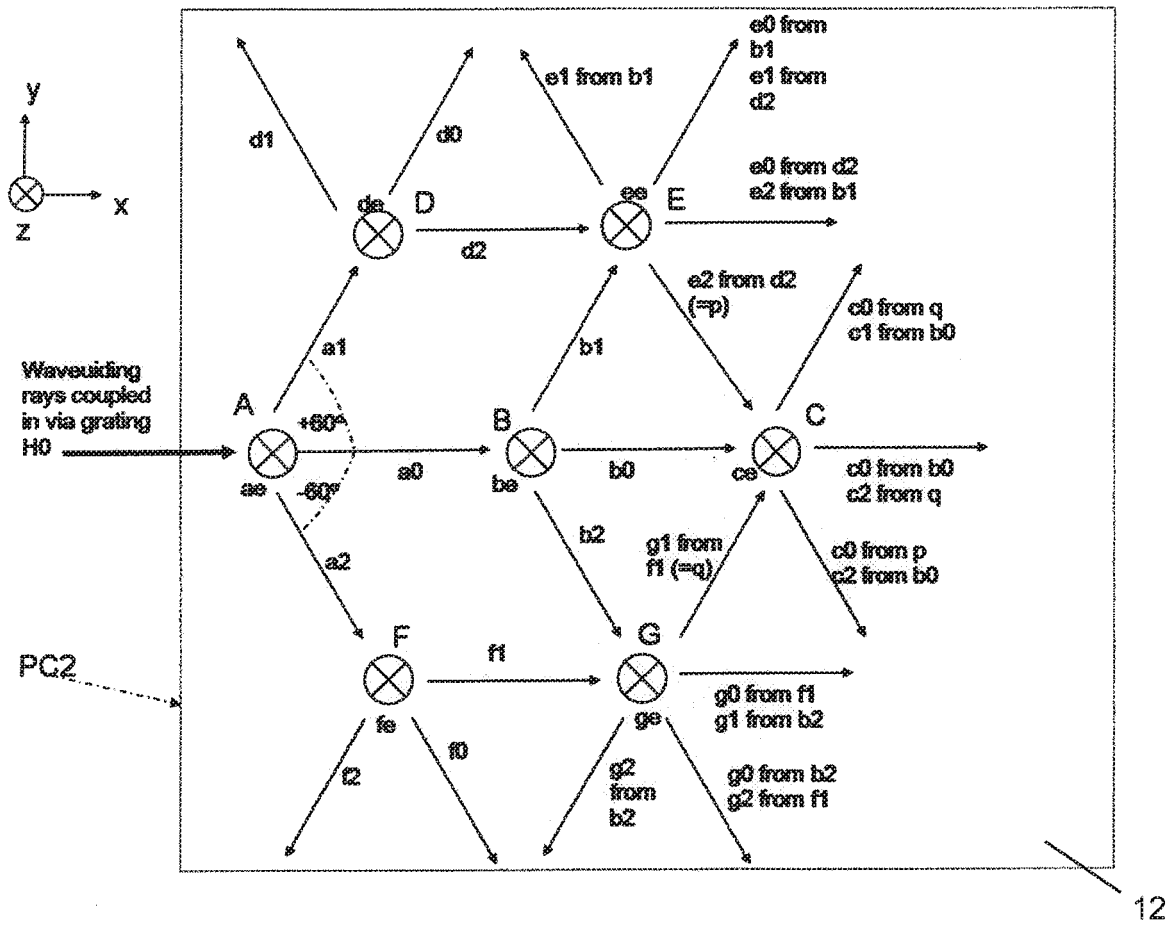 e0 from
b1
e1 from
d2
e1 from b1
y
d1
d0
e0 from d2
e2 from b1
x
z
de
D
ee
E
d2
e2 from d2
(=p)
c0 from q
c1 from b0
a1
b1
Waveuiding
rays coupled
in via grating
H0
A
+60°
B
C
a0
b0
ce
c0 from b0
c2 from q
ae
-60°
be
a2
b2
g1 from
f1 (=q)
c0 from p
c2 from b0
F
G
f1
PC2
g0 from f1
g1 from b2
fe
ge
f2
f0
g2
from
b2
g0 from b2
g2 from f1
12